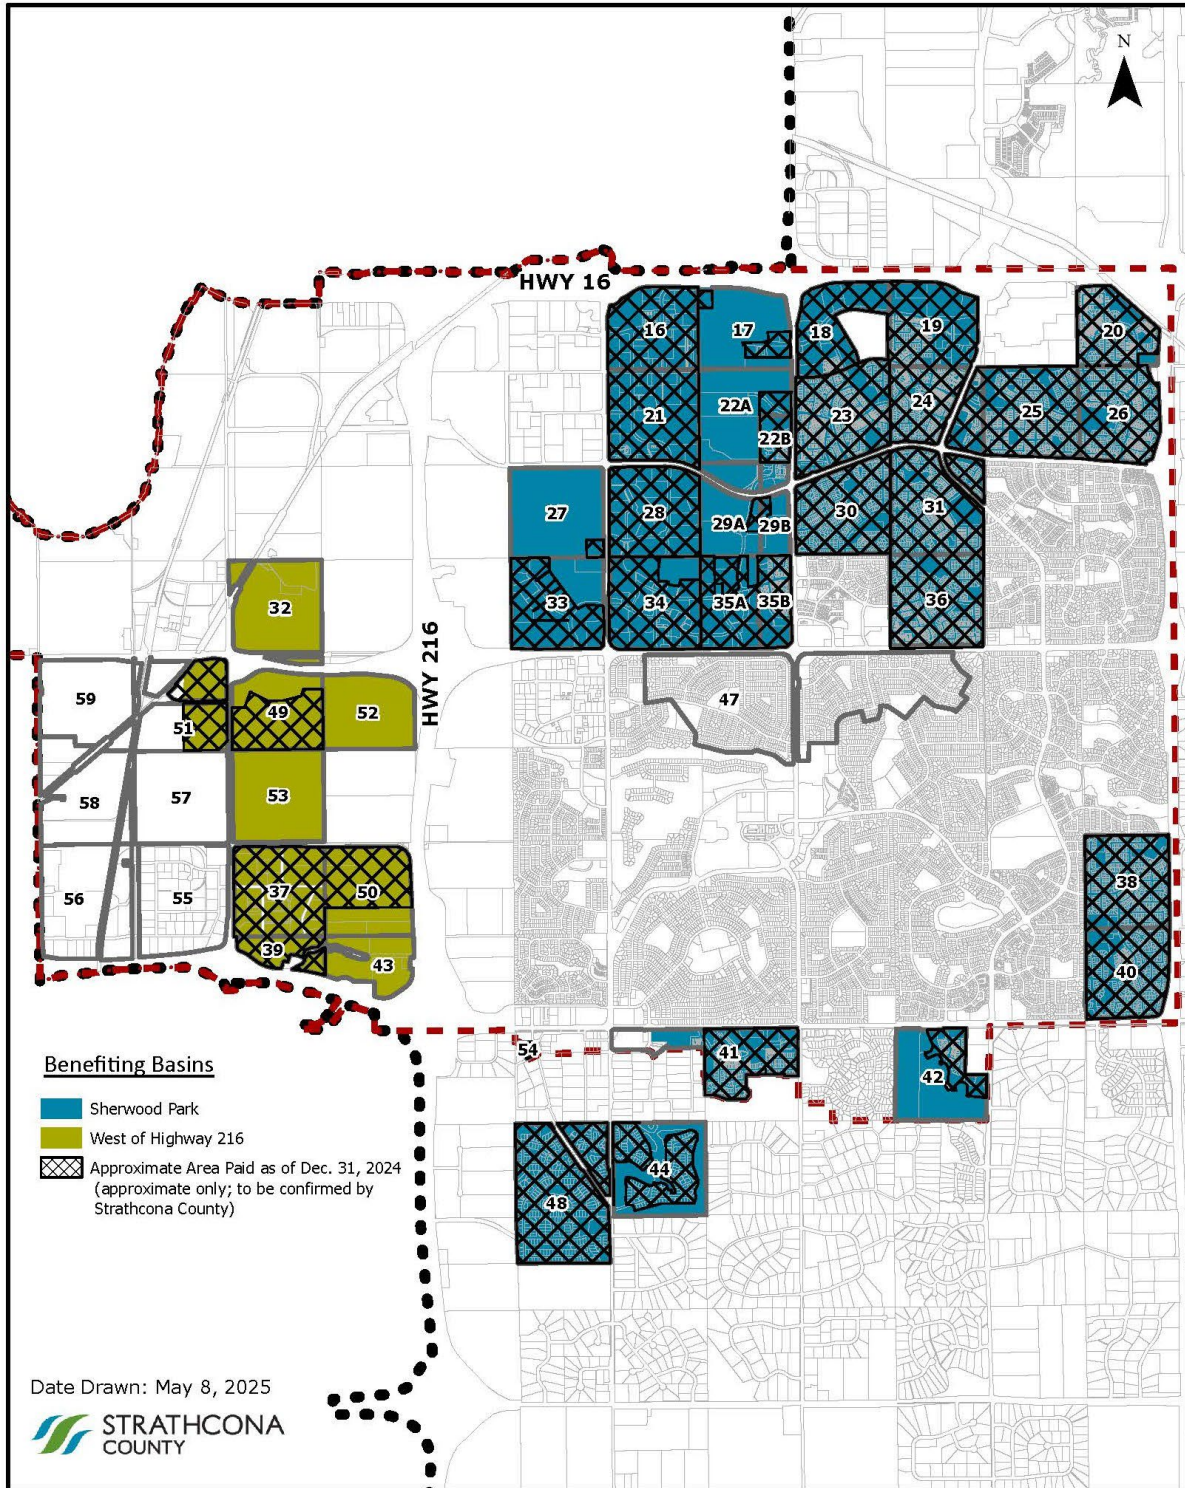 N
HWY 16
16
17
18
19
20
21
22A
22B
23
24
25
26
27
28
29A
29B
30
31
32
33
34
35A
35B
36
HWY 216
47
59
51
49
52
58
57
53
56
55
37
50
39
43
38
40
54
41
42
44
48
Benefiting Basins
Sherwood Park
West of Highway 216
Approximate Area Paid as of Dec. 31, 2024
(approximate only; to be confirmed by
Strathcona County)
Date Drawn: May 8, 2025
STRATHCONA
COUNTY